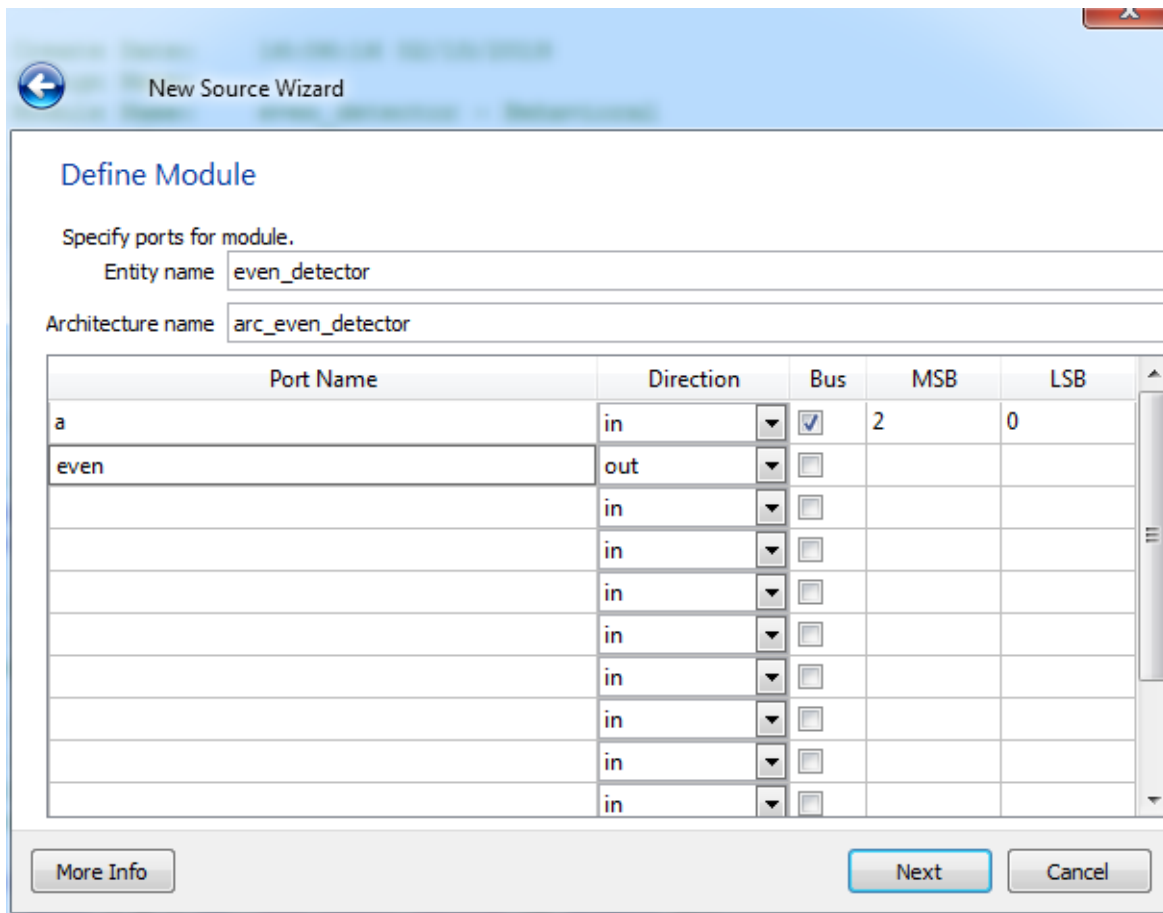 New Source Wizard
Define Module
Specify ports for module.
Entity name even_detector
Architecture name arc_even_detector
Port Name Direction Bus MSB LSB
a in 2 0
even out
in
in
in
in
in
in
in
in
More Info Next Cancel